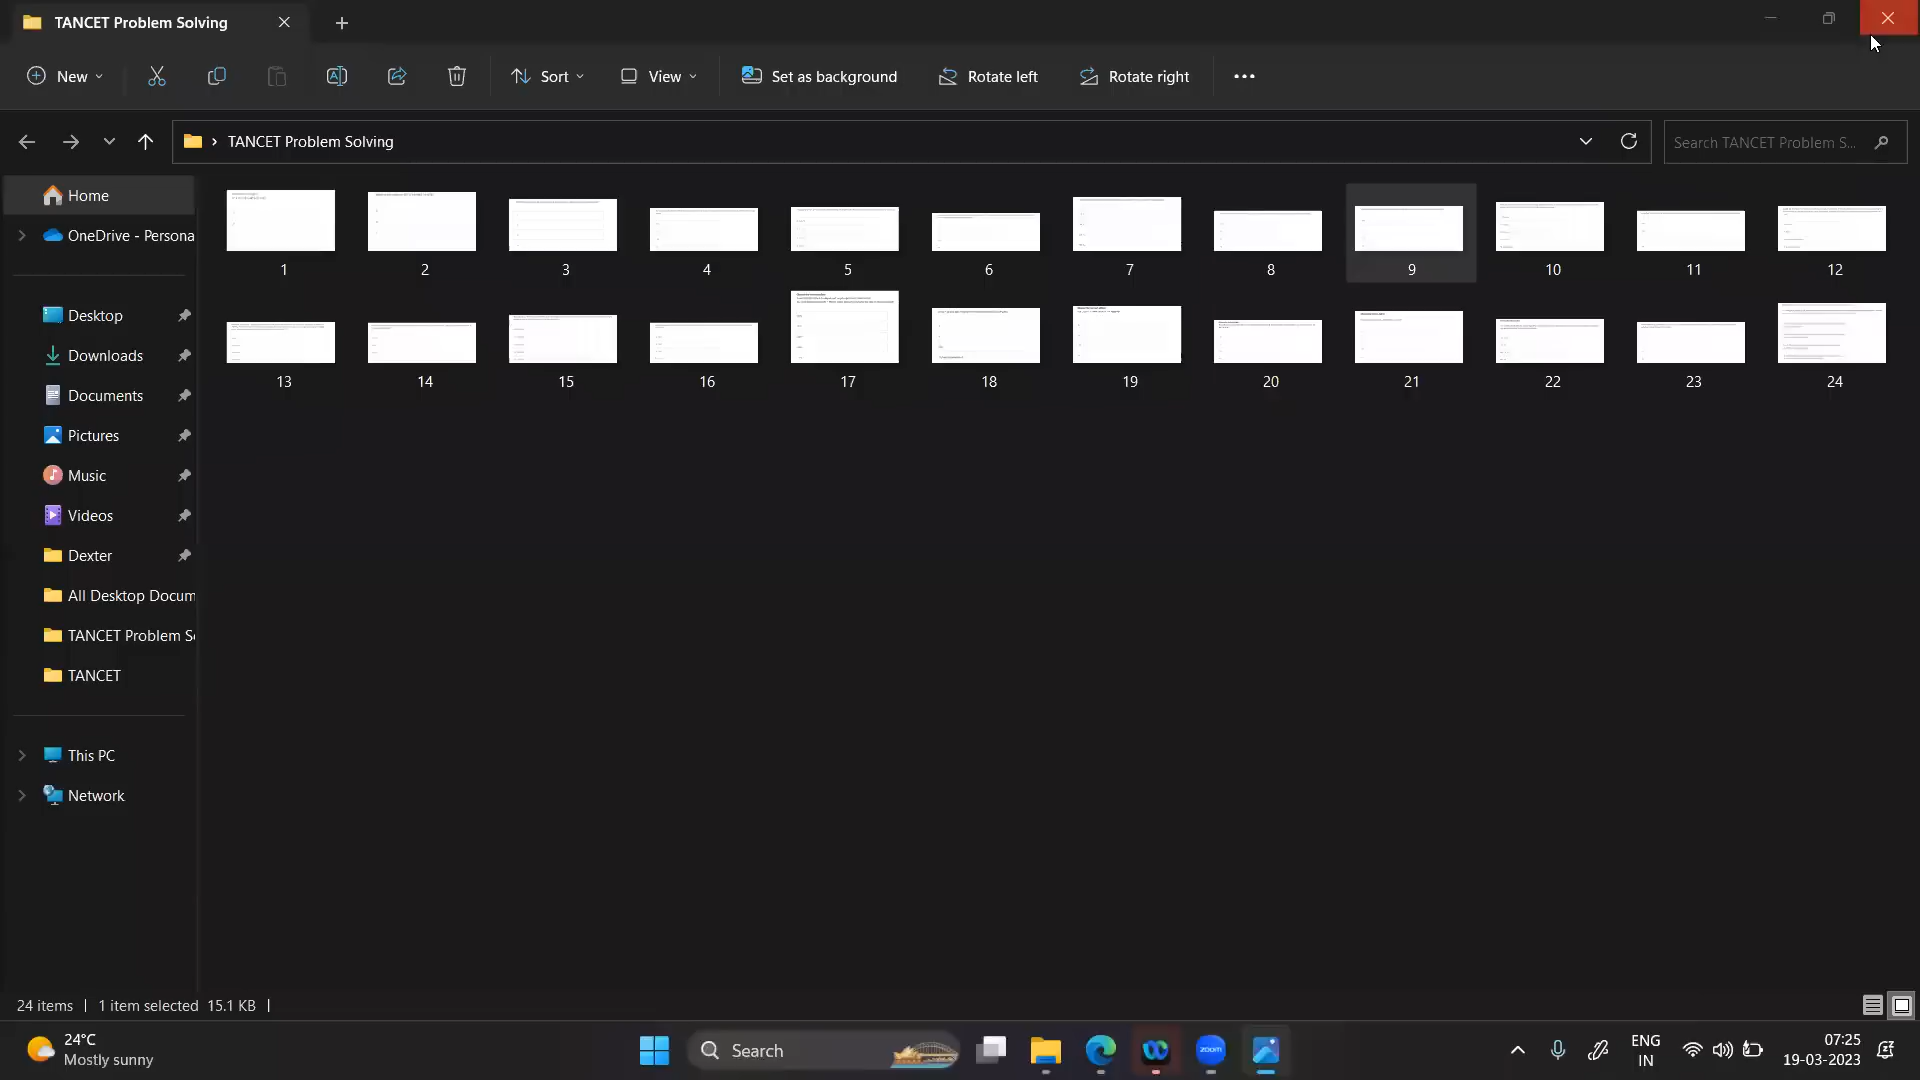 TANCET Problem Solving
New
Sort
View
Set as background
Rotate left
Rotate right
TANCET Problem Solving
Search TANCET Problem S...
Home
OneDrive - Persona
Desktop
Downloads
Documents
Pictures
Music
Videos
Dexter
All Desktop Docum
TANCET Problem So
TANCET
This PC
Network
1 2 3 4 5 6 7 8 9 10 11 12
13 14 15 16 17 18 19 20 21 22 23 24
24 items 1 item selected 15.1 KB
24°C
Mostly sunny
Search
zoom
ENG
IN
07:25
19-03-2023